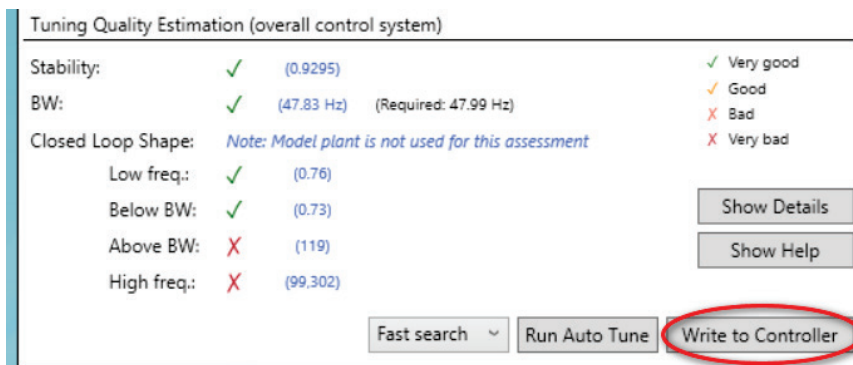 Tuning Quality Estimation (overall control system)
Stability: ✓ (0.9295)
✓ Very good
✓ Good
✗ Bad
✗ Very bad
BW: ✓ (47.83 Hz) (Required: 47.99 Hz)
Closed Loop Shape: Note: Model plant is not used for this assessment
Low freq.: ✓ (0.76)
Below BW: ✓ (0.73)
Above BW: ✗ (119)
High freq.: ✗ (99,302)
Show Details
Show Help
Fast search
Run Auto Tune
Write to Controller